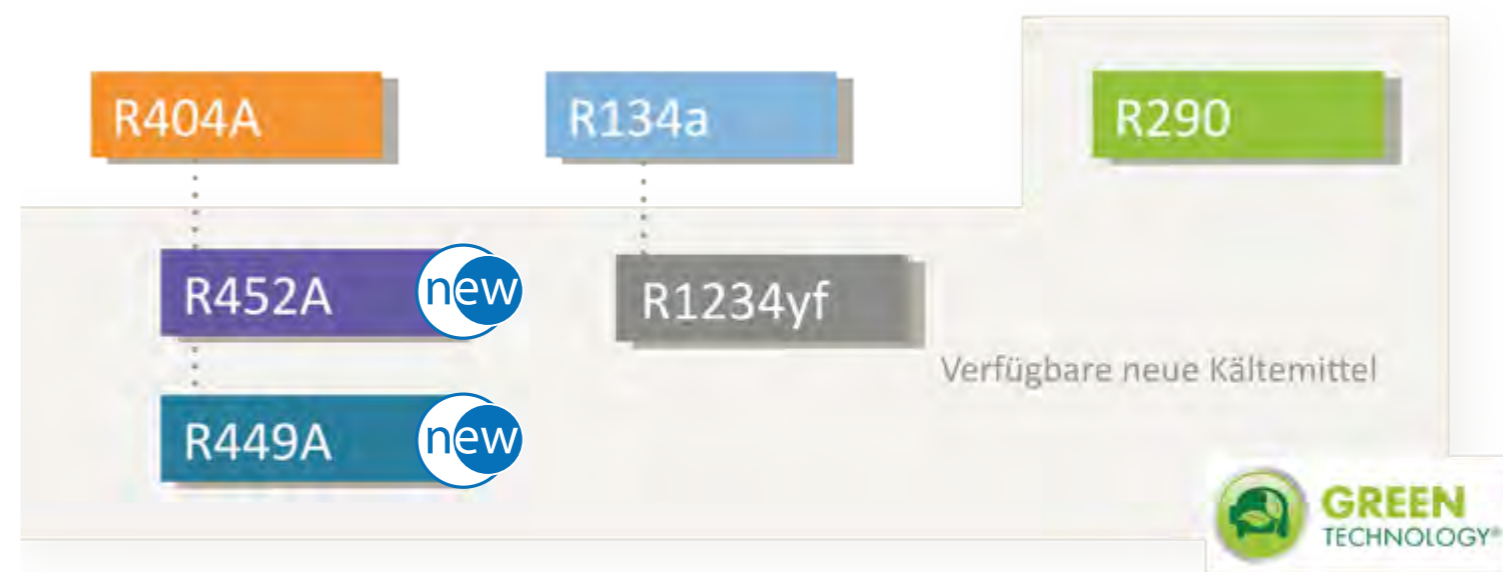 R404A
R134a
R290
R452A
new
R1234yf
Verfügbare neue Kältemittel
R449A
new
GREEN
TECHNOLOGY®